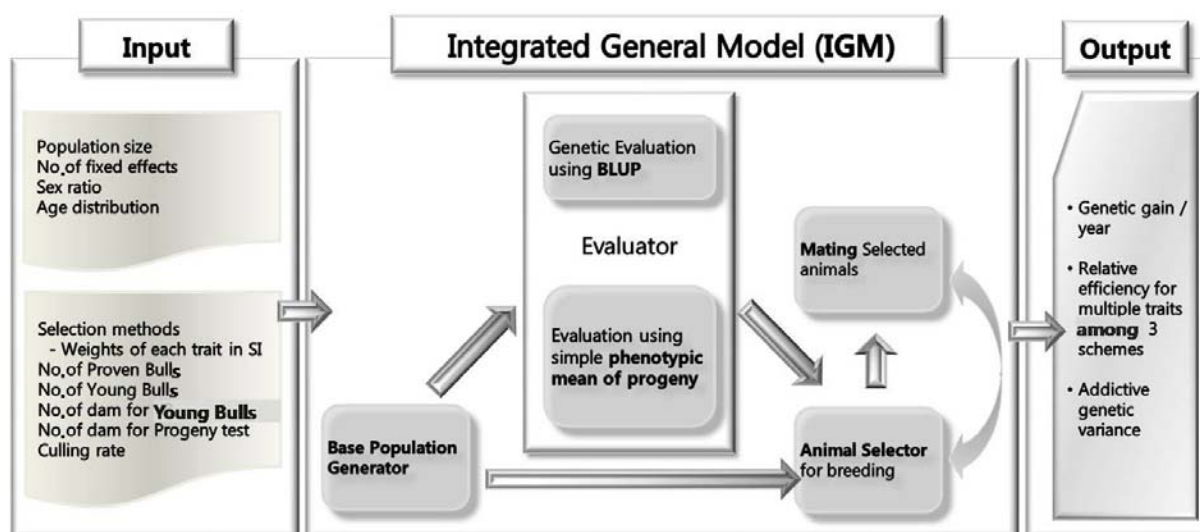 Input
Population size
No.of fixed effects
Sex ratio
Age distribution
Selection methods
- Weights of each trait in SI
No.of Proven Bulls
No.of Young Bulls
No.of dam for Young Bulls
No.of dam for Progeny test
Culling rate
Integrated General Model (IGM)
Genetic Evaluation
using BLUP
Evaluator
Evaluation using
simple phenotypic
mean of progeny
Base Population
Generator
Mating Selected
animals
Animal Selector
for breeding
Output
• Genetic gain /
year
• Relative
efficiency for
multiple traits
among 3
schemes
• Addictive
genetic
variance